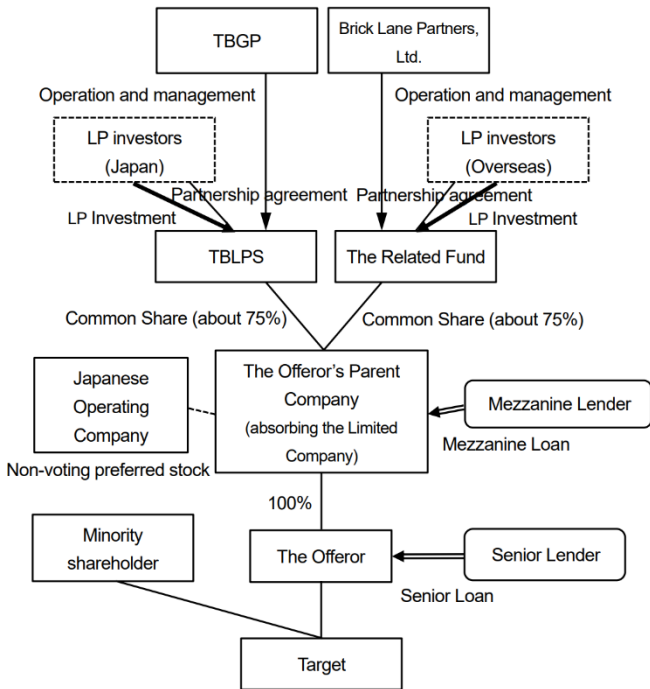 TBGP
Brick Lane Partners,
Ltd.
Operation and management
Operation and management
LP investors
(Japan)
LP investors
(Overseas)
Partnership agreement
Partnership agreement
LP Investment
LP Investment
TBLPS
The Related Fund
Common Share (about 75%)
Common Share (about 75%)
Japanese
Operating
Company
The Offeror's Parent
Company
(absorbing the Limited
Company)
Mezzanine Lender
Mezzanine Loan
Non-voting preferred stock
100%
Minority
shareholder
The Offeror
Senior Lender
Senior Loan
Target